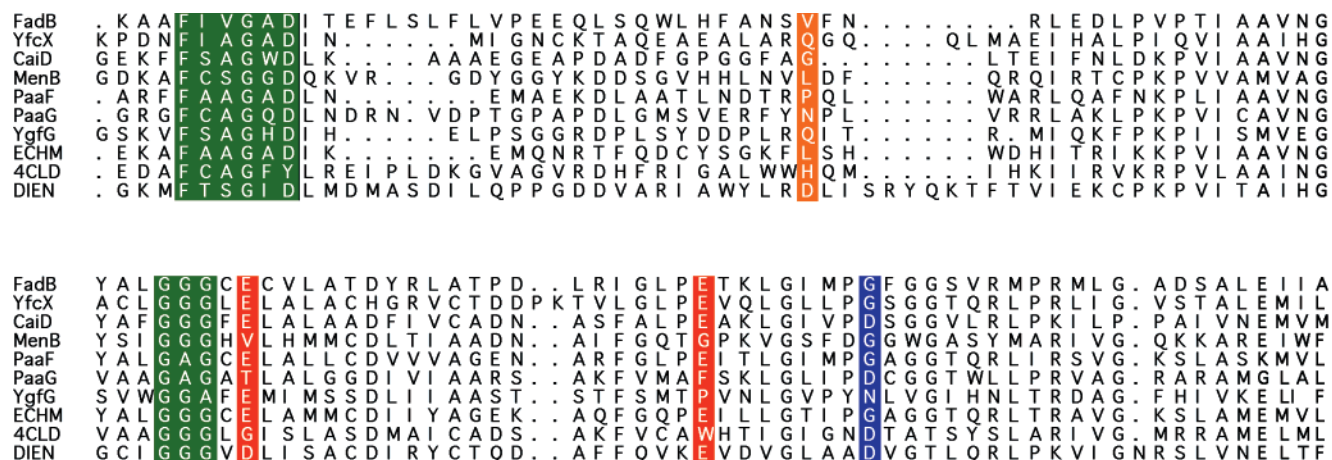 FadB . K A A F I V G A D I T E F L S L F L V P E E Q L S Q W L H F A N S V F N . . . . . . . . R L E D L P V P T I A A V N G
YfcX K P D N F I A G A D I N . . . . . . M I G N C K T A Q E A E A L A R Q G Q . . . . Q L M A E I H A L P I Q V I A A I H G
CaiD G E K F F S A G W D L K . . . . A A A E G E A P D A D F G P G G F A G . . . . . . . . L T E I F N L D K P V I A A V N G
MenB G D K A F C S G G D Q K V R . . . G D Y G G Y K D D S G V H H L N V L D F . . . . . . Q R Q I R T C P K P V V A M V A G
PaaF . A R F F A A G A D L N . . . . . . . E M A E K D L A A T L N D T R P Q L . . . . . . W A R L Q A F N K P L I A A V N G
PaaG . G R G F C A G Q D L N D R N . V D P T G P A P D L G M S V E R F Y N P L . . . . . . V R R L A K L P K P V I C A V N G
YgfG G S K V F S A G H D I H . . . . . E L P S G G R D P L S Y D D P L R Q I T . . . . . . R . M I Q K F P K P I I S M V E G
ECHM . E K A F A A G A D I K . . . . . . . E M Q N R T F Q D C Y S G K F L S H . . . . . . W D H I T R I K K P V I A A V N G
4CLD . E D A F C A G F Y L R E I P L D K G V A G V R D H F R I G A L W W H Q M . . . . . . I H K I I R V K R P V L A A I N G
DIEN . G K M F T S G I D L M D M A S D I L Q P P G D D V A R I A W Y L R D L I S R Y Q K T F T V I E K C P K P V I T A I H G
FadB Y A L G G G C E C V L A T D Y R L A T P D . . L R I G L P E T K L G I M P G F G G S V R M P R M L G . A D S A L E I I A
YfcX A C L G G G L E L A L A C H G R V C T D D P K T V L G L P E V Q L G L L P G S G G T Q R L P R L I G . V S T A L E M I L
CaiD Y A F G G G F E L A L A A D F I V C A D N . . A S F A L P E A K L G I V P D S G G V L R L P K I L P . P A I V N E M V M
MenB Y S I G G G H V L H M M C D L T I A A D N . . A I F G Q T G P K V G S F D G G W G A S Y M A R I V G . Q K K A R E I W F
PaaF Y A L G A G C E L A L L C D V V V A G E N . . A R F G L P E I T L G I M P G A G G T Q R L I R S V G . K S L A S K M V L
PaaG V A A G A G A T L A L G G D I V I A A R S . . A K F V M A F S K L G L I P D C G G T W L L P R V A G . R A R A M G L A L
YgfG S V W G G A F E M I M S S D L I I A A S T . . S T F S M T P V N L G V P Y N L V G I H N L T R D A G . F H I V K E L I F
ECHM Y A L G G G C E L A M M C D I I Y A G E K . . A Q F G Q P E I L L G T I P G A G G T Q R L T R A V G . K S L A M E M V L
4CLD V A A G G G L G I S L A S D M A I C A D S . . A K F V C A W H T I G I G N D T A T S Y S L A R I V G . M R R A M E L M L
DIEN G C I G G G V D L I S A C D I R Y C T Q D . . A F F Q V K E V D V G L A A D V G T L Q R L P K V I G N R S L V N E L T F